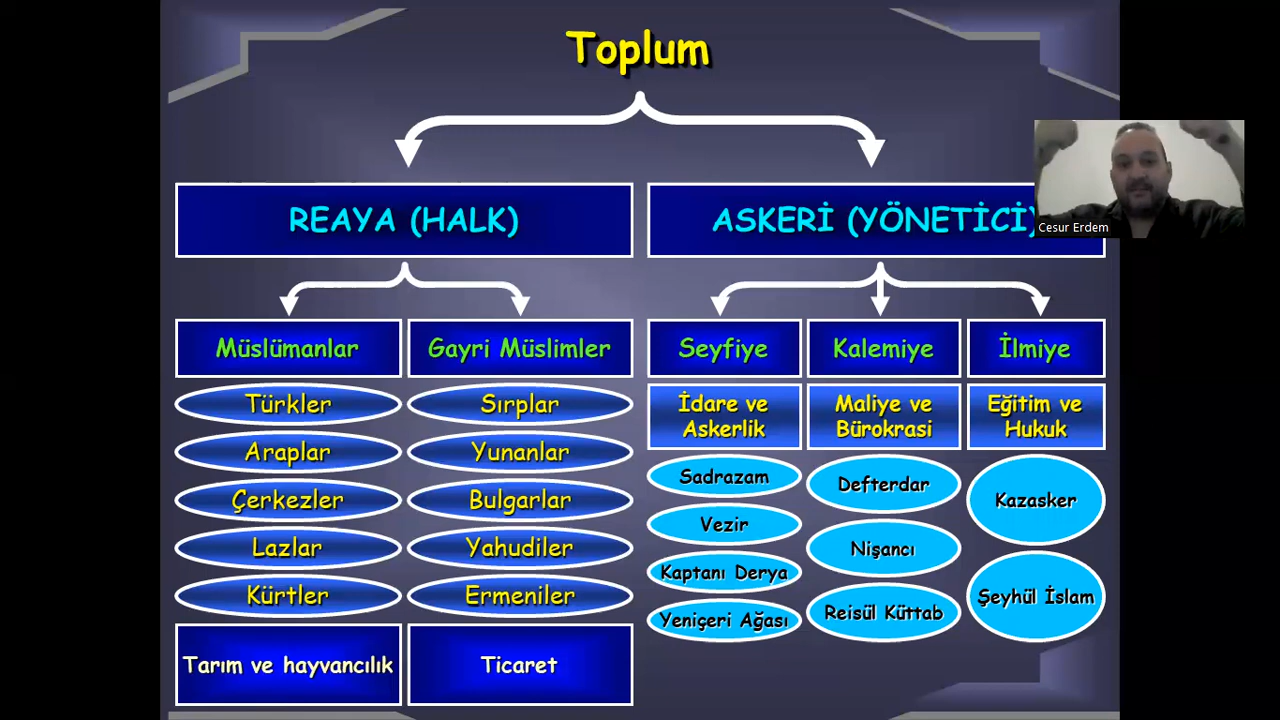 Toplum
REAYA (HALK)
ASKERİ (YÖNETİCİ)
Cesur Erdem
Müslümanlar
Gayri Müslimler
Seyfiye
Kalemiye
İlmiye
Türkler
Araplar
Çerkezler
Lazlar
Kürtler
Tarım ve hayvancılık
Sırplar
Yunanlar
Bulgarlar
Yahudiler
Ermeniler
Ticaret
İdare ve
Askerlik
Sadrazam
Vezir
Kaptanı Derya
Yeniçeri Ağası
Maliye ve
Bürokrasi
Defterdar
Nişancı
Reisül Küttab
Eğitim ve
Hukuk
Kazasker
Şeyhül İslam